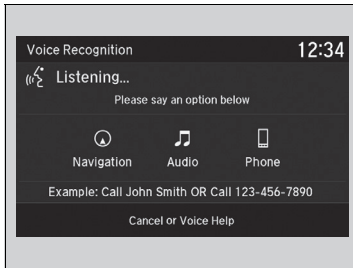 Voice Recognition 12:34
Listening...
Please say an option below
Navigation Audio Phone
Example: Call John Smith OR Call 123-456-7890
Cancel or Voice Help